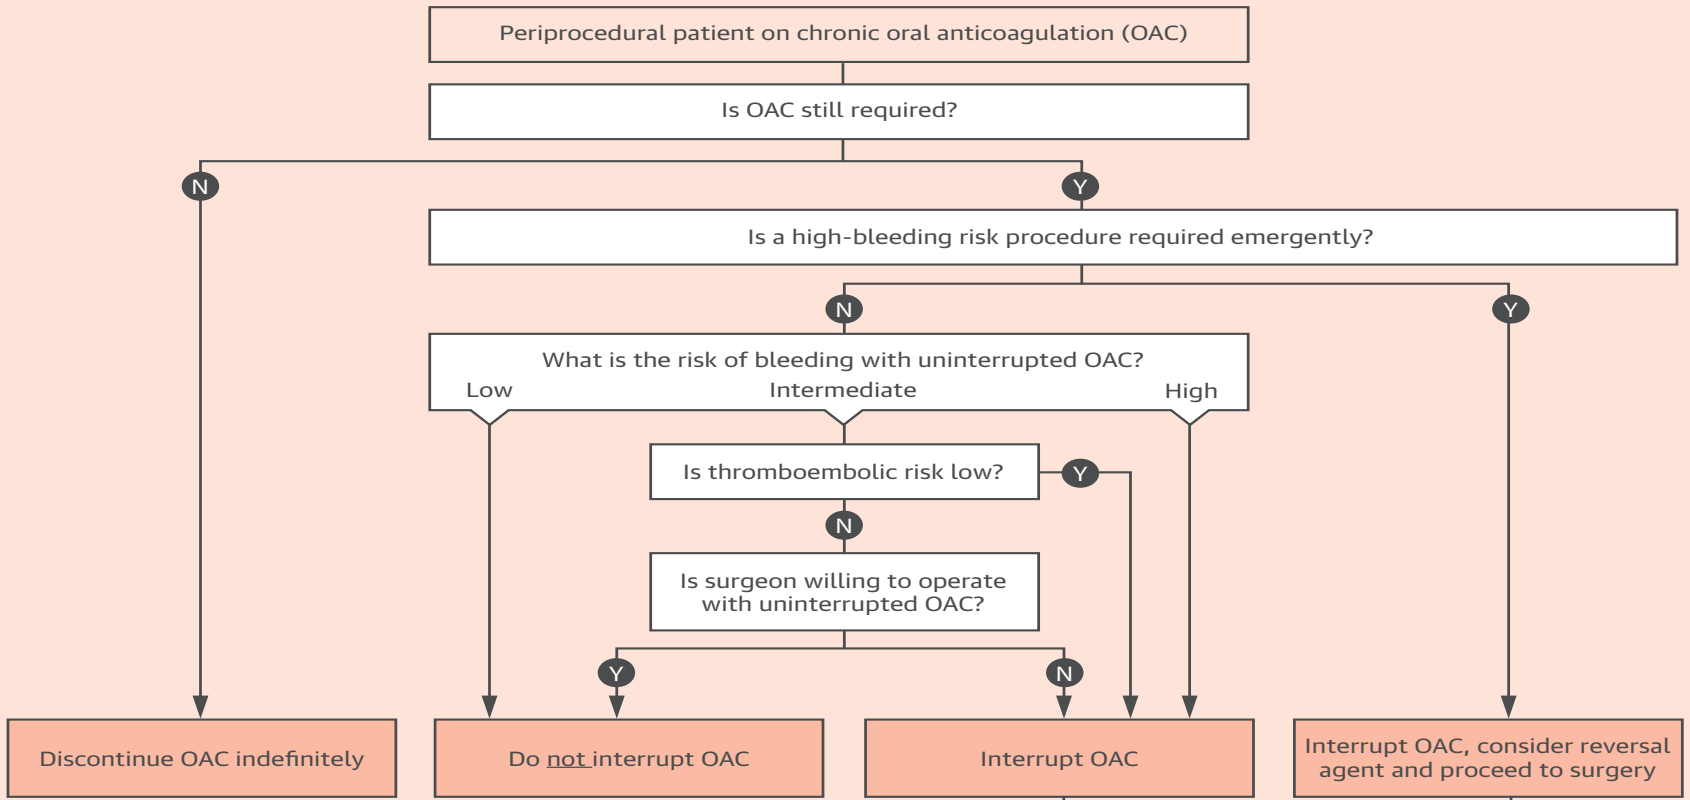 Periprocedural patient on chronic oral anticoagulation (OAC)
Is OAC still required?
N
Y
Is a high-bleeding risk procedure required emergently?
N
Y
What is the risk of bleeding with uninterrupted OAC?
Low
Intermediate
High
Is thromboembolic risk low?
Y
N
Is surgeon willing to operate
with uninterrupted OAC?
Y
N
Discontinue OAC indefinitely
Do not interrupt OAC
Interrupt OAC
Interrupt OAC, consider reversal
agent and proceed to surgery